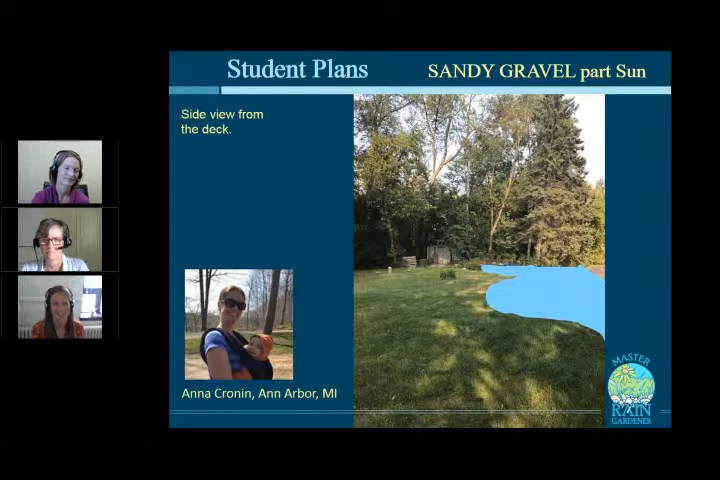 Student Plans
SANDY GRAVEL part Sun
Side view from
the deck.
Anna Cronin, Ann Arbor, MI
MASTER
RAIN
GARDENER